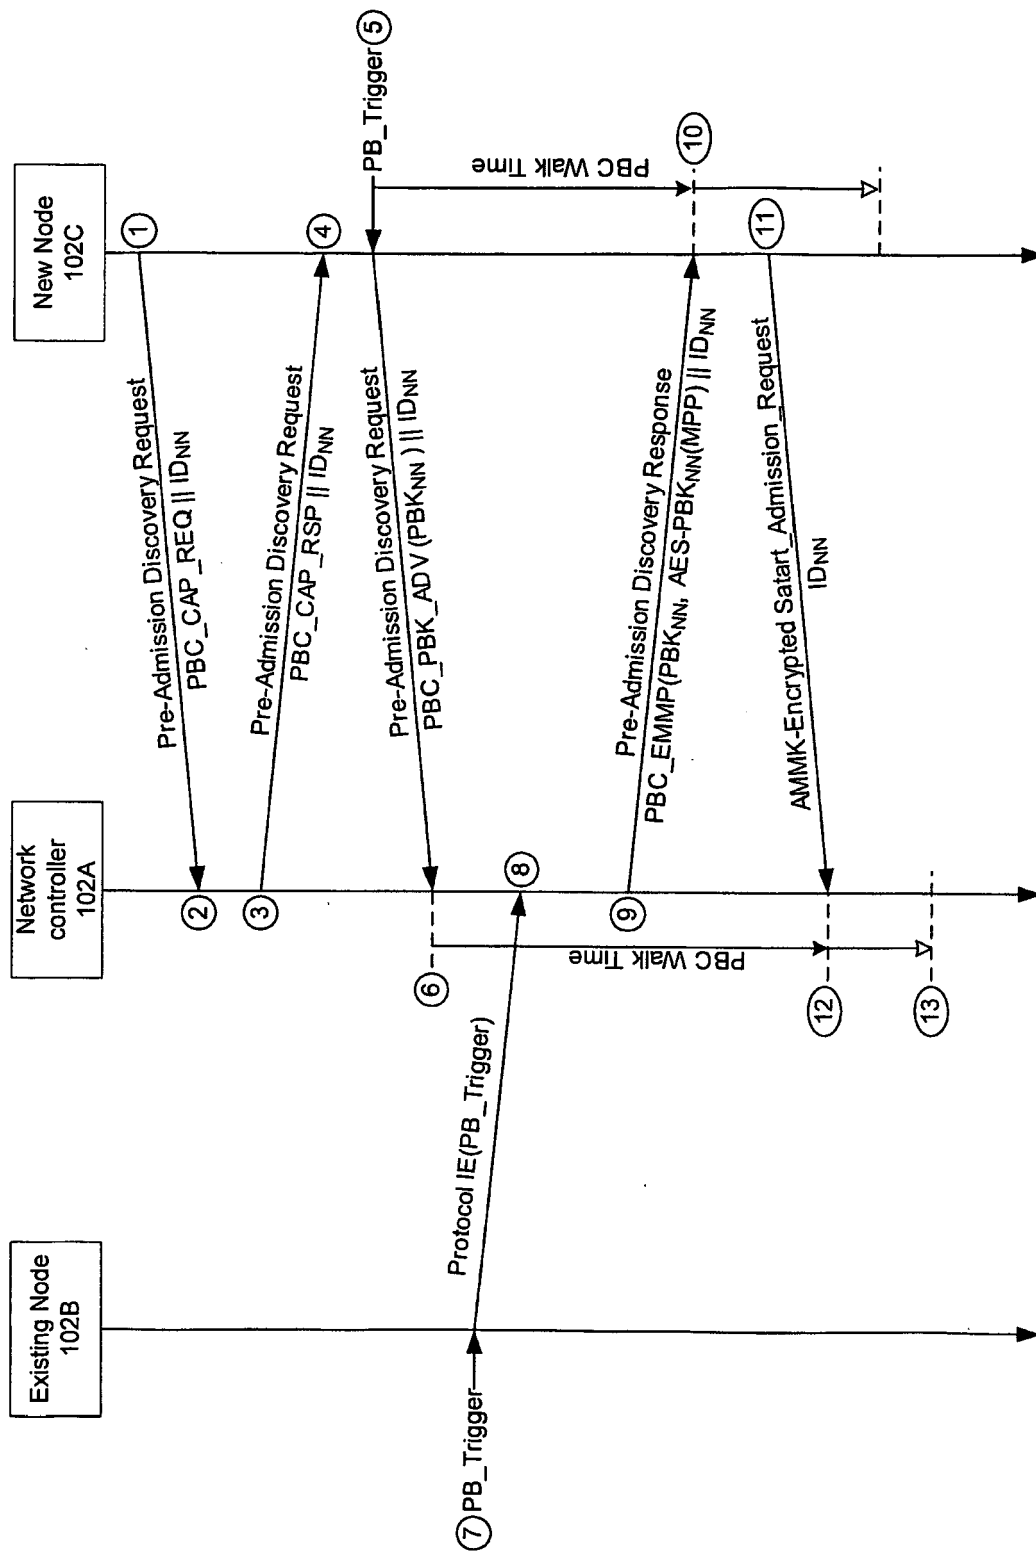 Existing Node
102B
Network
controller
102A
New Node
102C
1
Pre-Admission Discovery Request
PBC_CAP_REQ || IDNN
2
3
Pre-Admission Discovery Request
PBC_CAP_RSP || IDNN
4
PB_Trigger 5
Pre-Admission Discovery Request
PBC_PBK_ADV (PBKNN ) || IDNN
6
7 PB_Trigger
Protocol IE(PB_Trigger)
8
PBC Walk Time
PBC Walk Time
9
Pre-Admission Discovery Response
PBC_EMMP(PBKNN, AES-PBKNN(MPP) || IDNN
10
11
AMMK-Encrypted Satart_Admission_Request
IDNN
12
13